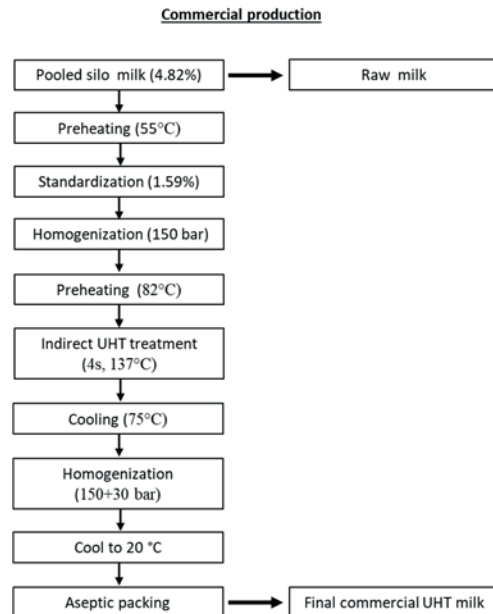 Commercial production
Pooled silo milk (4.82%)
Raw milk
Preheating (55°C)
Standardization (1.59%)
Homogenization (150 bar)
Preheating (82°C)
Indirect UHT treatment
(4s, 137°C)
Cooling (75°C)
Homogenization
(150+30 bar)
Cool to 20 °C
Aseptic packing
Final commercial UHT milk